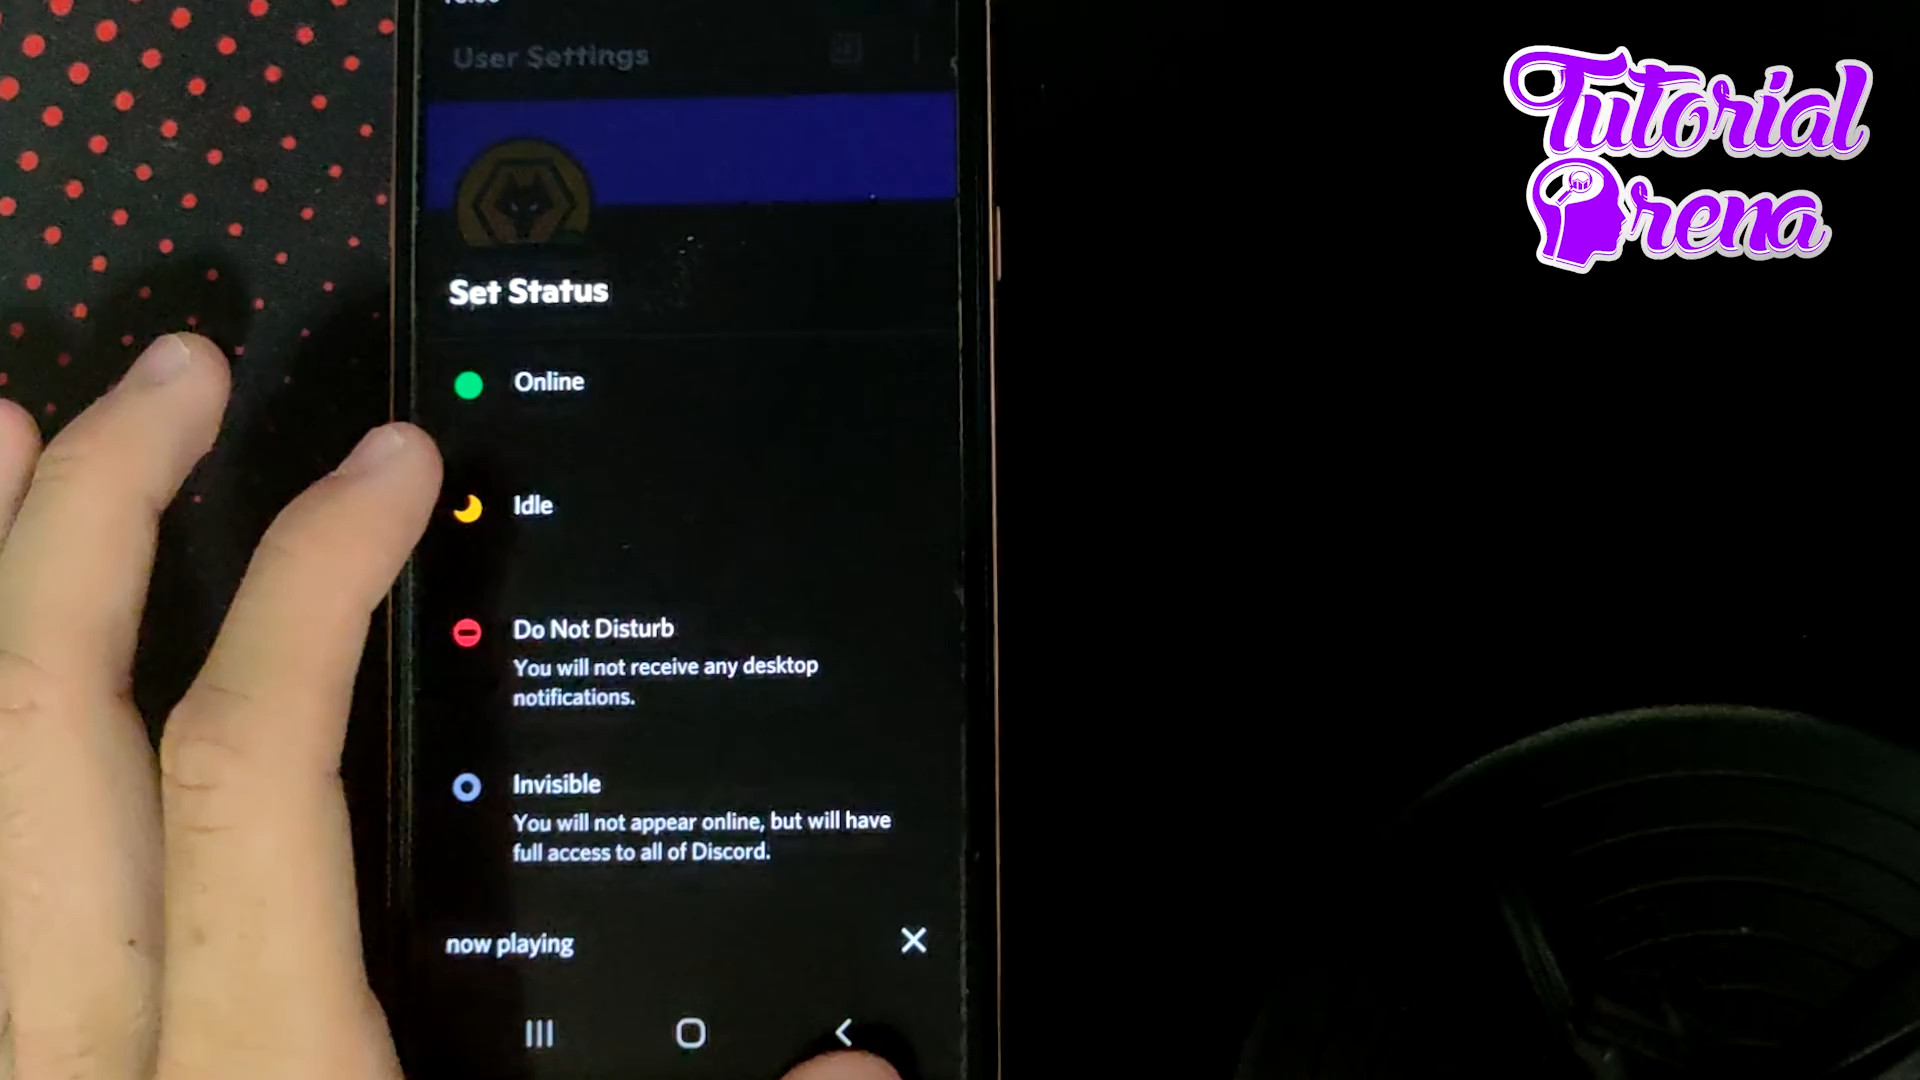 User Settings
Tutorial
Arena
Set Status
Online
Idle
Do Not Disturb
You will not receive any desktop
notifications.
Invisible
You will not appear online, but will have
full access to all of Discord.
now playing